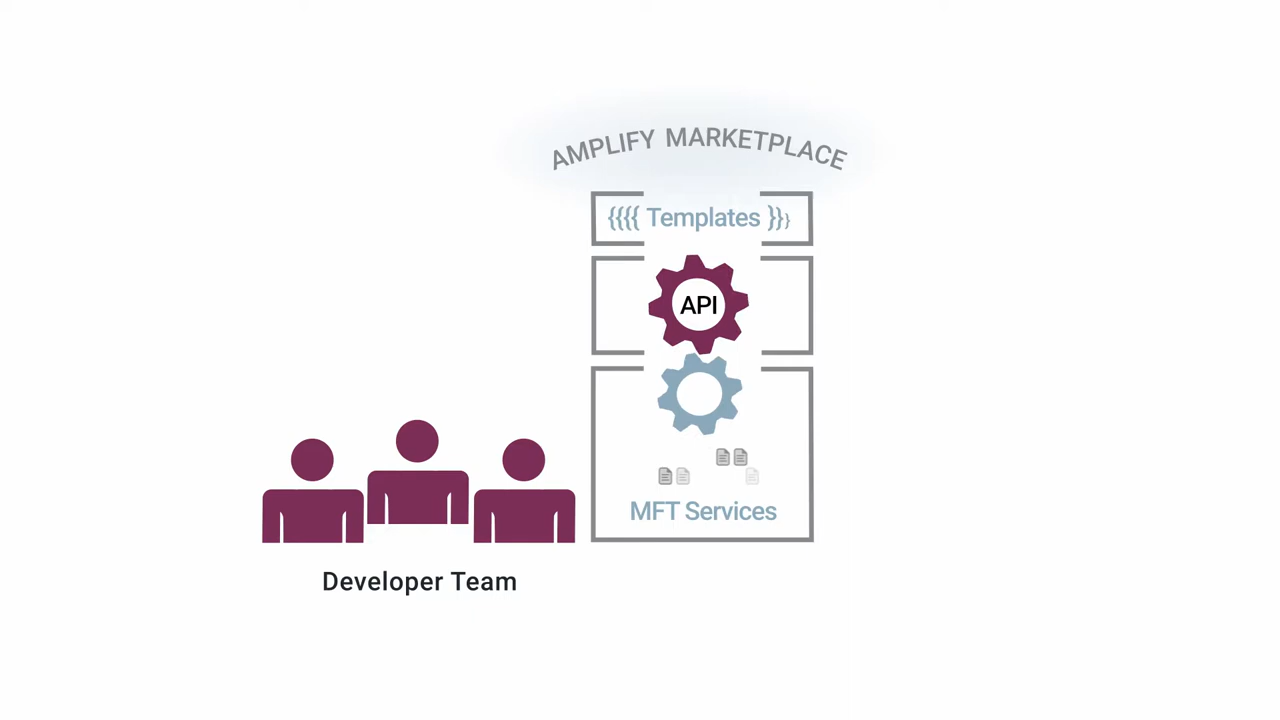 AMPLIFY MARKETPLACE
{{{{ Templates }}}
API
MFT Services
Developer Team